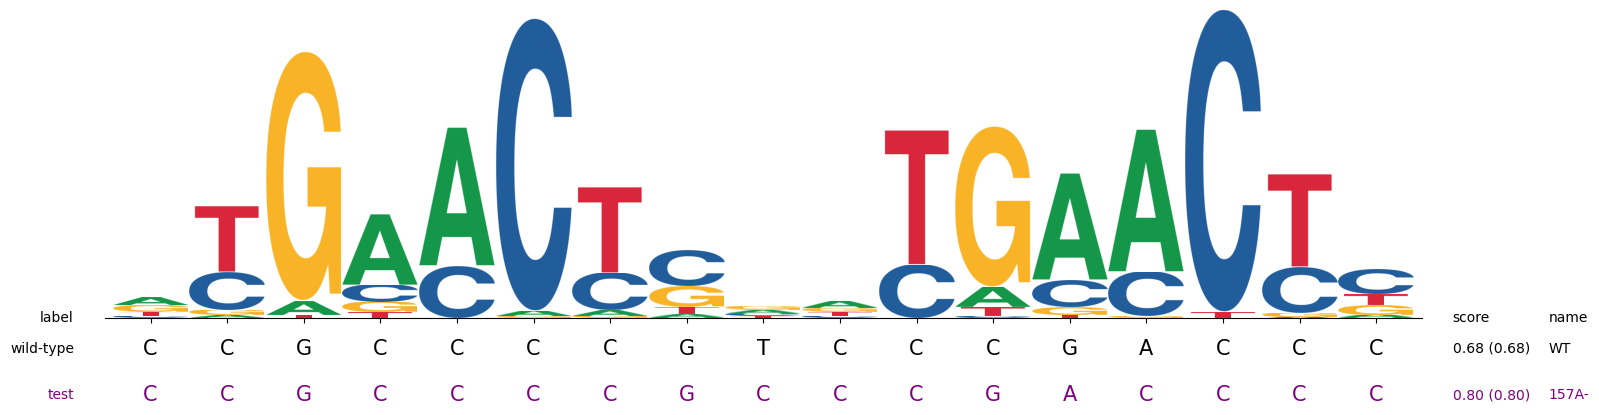 label score name
wild-type C C G C C C C G T C C C G A C C C 0.68 (0.68) WT
test C C G C C C C G C C C G A C C C C 0.80 (0.80) 157A-